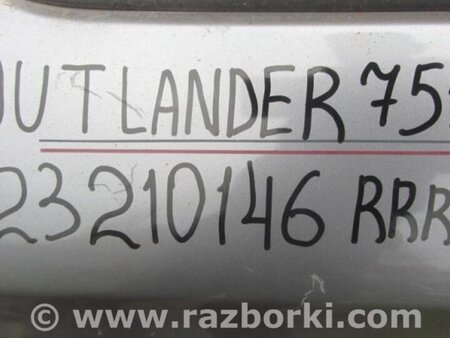 OUTLANDER 75
23210146 RRR
© www.razborki.com